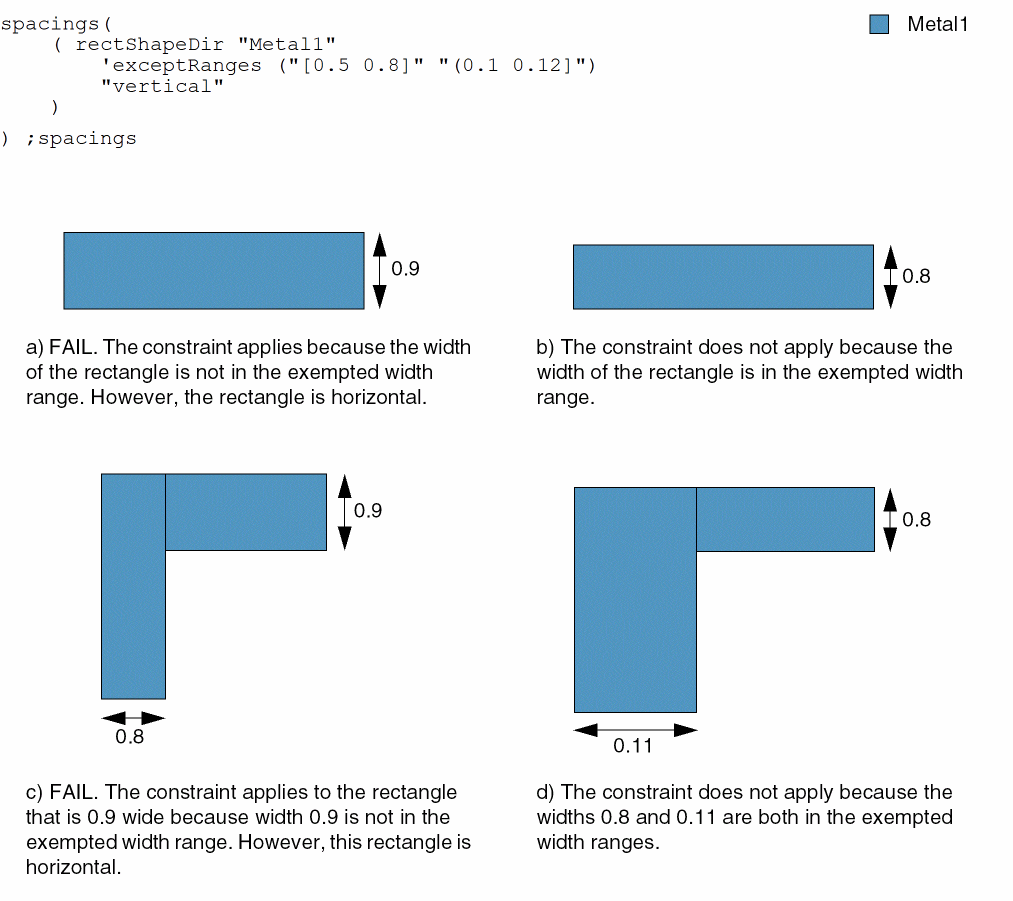 spacings(
( rectShapeDir "Metal1"
'exceptRanges ("[0.5 0.8]" "(0.1 0.12]")
"vertical"
)
) ;spacings
Metal1
0.9
0.8
a) FAIL. The constraint applies because the width
of the rectangle is not in the exempted width
range. However, the rectangle is horizontal.
b) The constraint does not apply because the
width of the rectangle is in the exempted width
range.
0.9
0.8
0.8
0.11
c) FAIL. The constraint applies to the rectangle
that is 0.9 wide because width 0.9 is not in the
exempted width range. However, this rectangle is
horizontal.
d) The constraint does not apply because the
widths 0.8 and 0.11 are both in the exempted
width ranges.